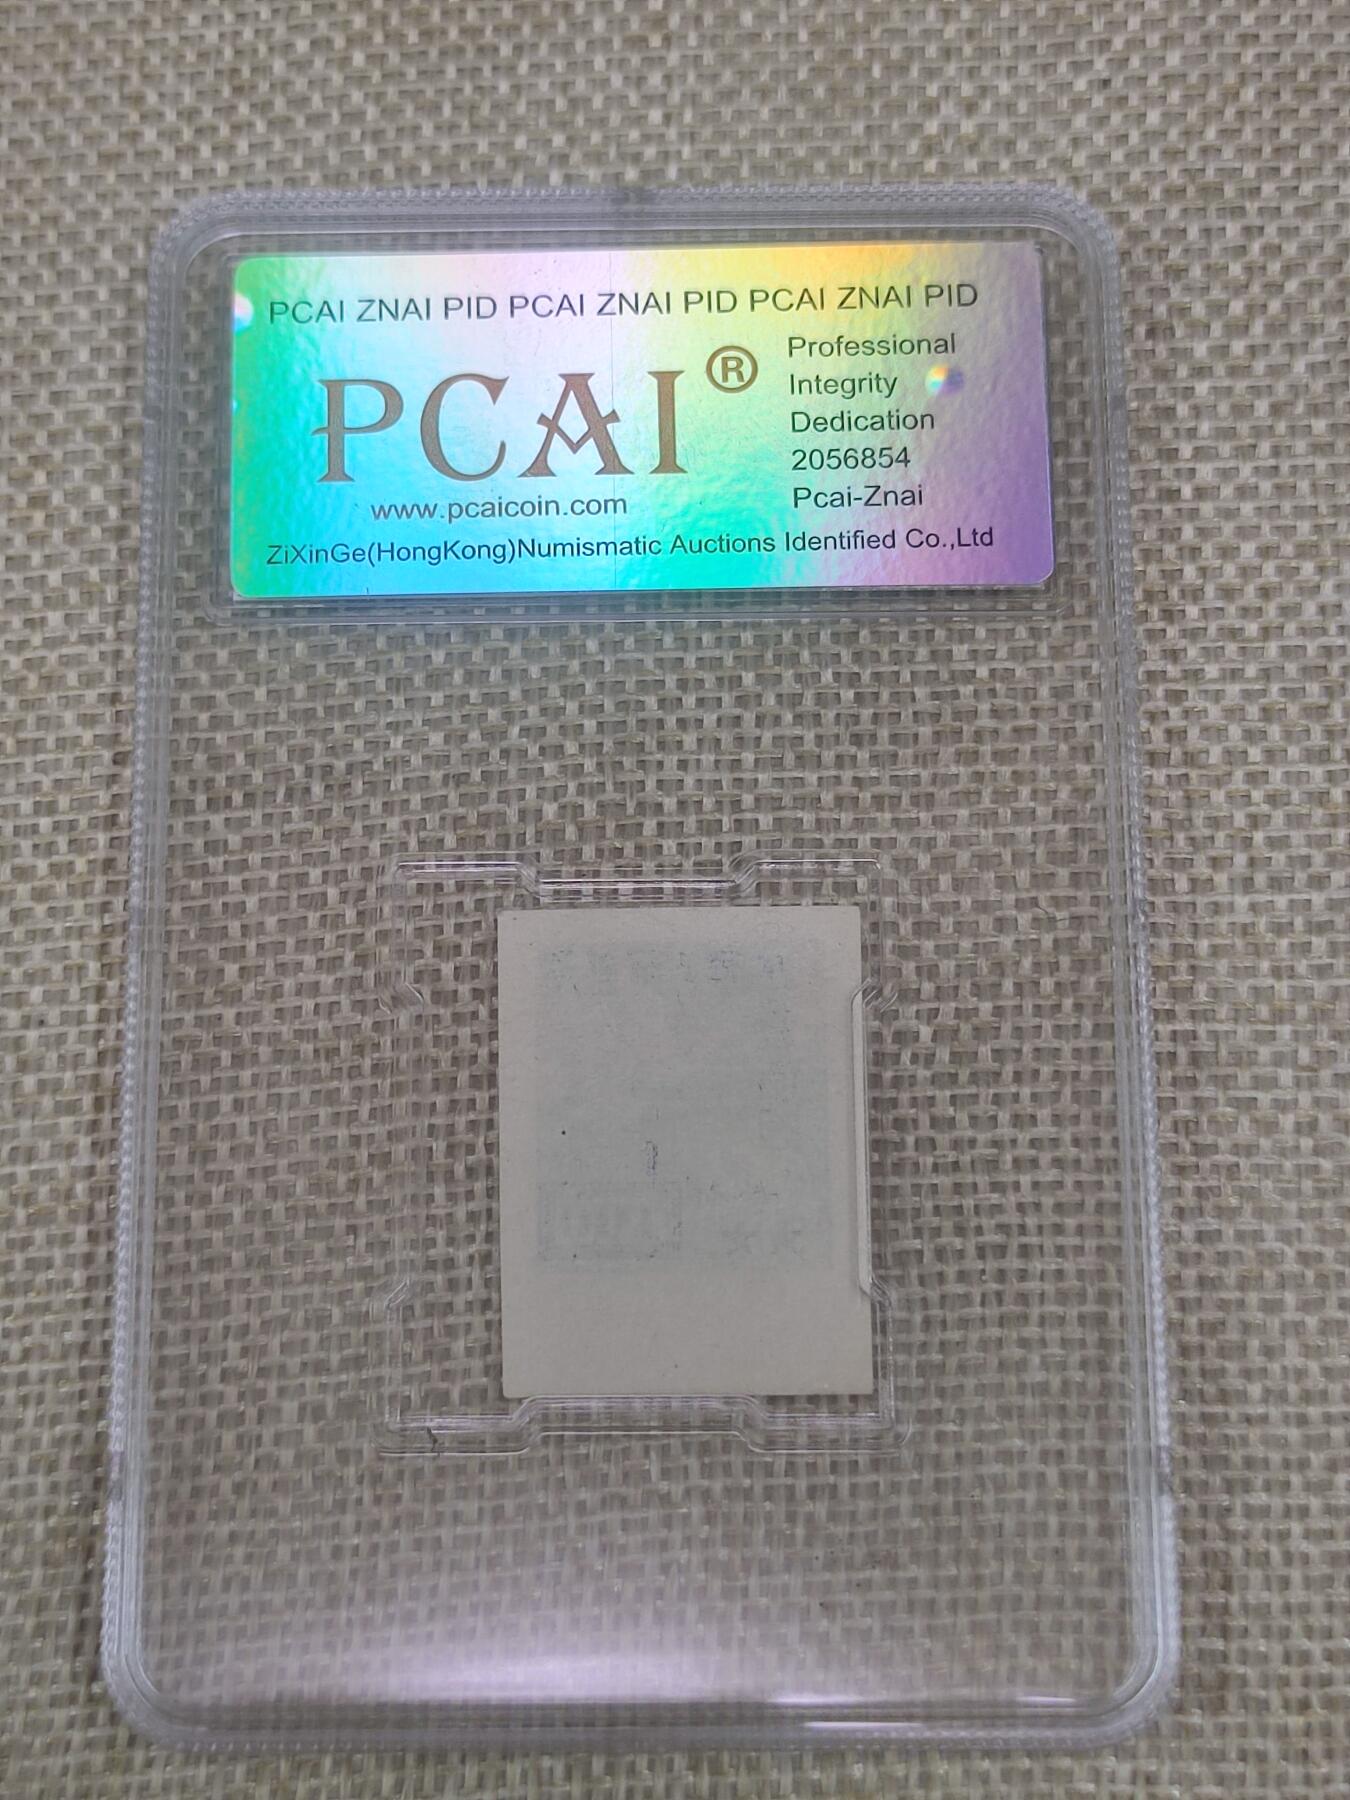 PCAI ZNAI PID PCAI ZNAI PID PCAI ZNAI PID
PCAI®
www.pcaicoin.com
Professional
Integrity
Dedication
2056854
Pcai-Znai
ZiXinGe(HongKong)Numismatic Auctions Identified Co.,Ltd